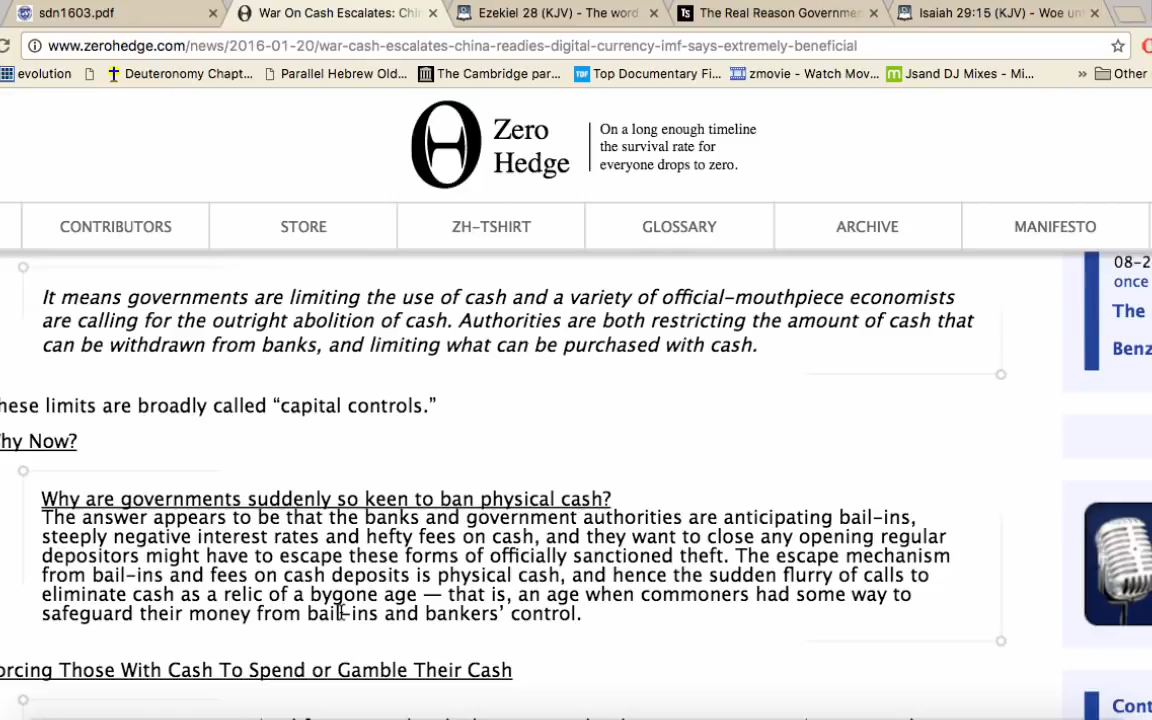 sdn1603.pdf
War On Cash Escalates: Chin
Ezekiel 28 (KJV) - The word
The Real Reason Governmen
Isaiah 29:15 (KJV) - Woe un
www.zerohedge.com/news/2016-01-20/war-cash-escalates-china-readies-digital-currency-imf-says-extremely-beneficial
evolution
Deuteronomy Chapt...
Parallel Hebrew Old...
The Cambridge par...
TDF Top Documentary Fi...
zmovie - Watch Mov...
Jsand DJ Mixes - Mi...
» Other
Zero
Hedge
On a long enough timeline
the survival rate for
everyone drops to zero.
CONTRIBUTORS
STORE
ZH-TSHIRT
GLOSSARY
ARCHIVE
MANIFESTO
It means governments are limiting the use of cash and a variety of official-mouthpiece economists
are calling for the outright abolition of cash. Authorities are both restricting the amount of cash that
can be withdrawn from banks, and limiting what can be purchased with cash.
hese limits are broadly called “capital controls.”
hy Now?
Why are governments suddenly so keen to ban physical cash?
The answer appears to be that the banks and government authorities are anticipating bail-ins,
steeply negative interest rates and hefty fees on cash, and they want to close any opening regular
depositors might have to escape these forms of officially sanctioned theft. The escape mechanism
from bail-ins and fees on cash deposits is physical cash, and hence the sudden flurry of calls to
eliminate cash as a relic of a bygone age — that is, an age when commoners had some way to
safeguard their money from bail-ins and bankers’ control.
orcing Those With Cash To Spend or Gamble Their Cash
08-2
once
The
Benz
Cont